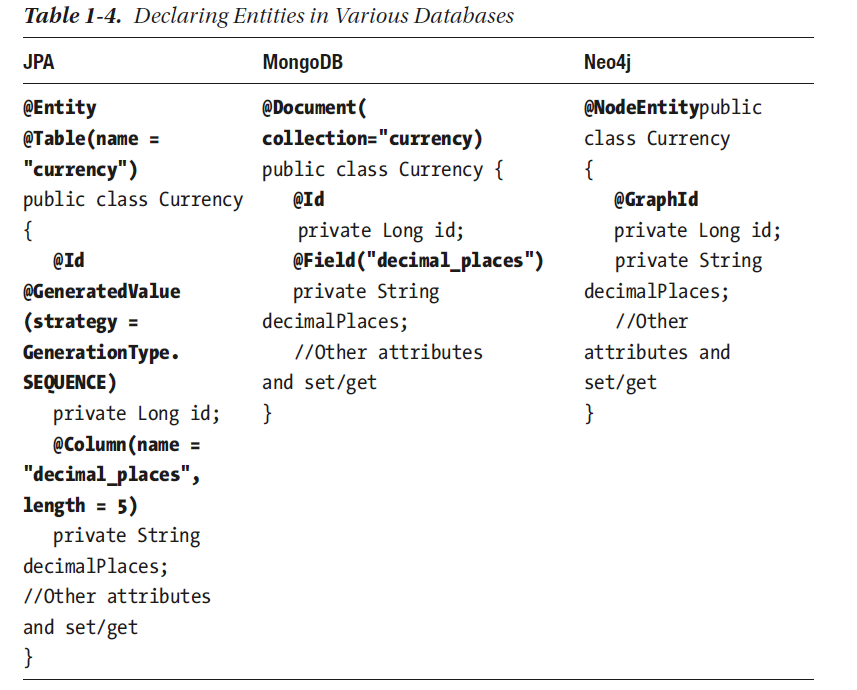 Table 1-4. Declaring Entities in Various Databases
JPA
MongoDB
Neo4j
@Entity
@Table(name =
"currency")
public class Currency
{
@Id
@GeneratedValue
(strategy =
GenerationType.
SEQUENCE)
private Long id;
@Column(name =
"decimal_places",
length = 5)
private String
decimalPlaces;
//Other attributes
and set/get
}
@Document(
collection="currency)
public class Currency {
@Id
private Long id;
@Field("decimal_places")
private String
decimalPlaces;
//Other attributes
and set/get
}
@NodeEntitypublic
class Currency
{
@GraphId
private Long id;
private String
decimalPlaces;
//Other
attributes and
set/get
}